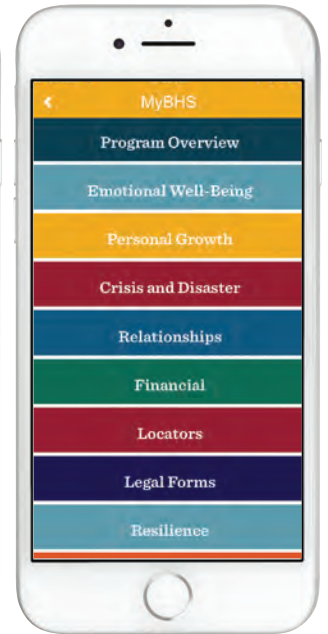 MyBHS
Program Overview
Emotional Well-Being
Personal Growth
Crisis and Disaster
Relationships
Financial
Locators
Legal Forms
Resilience